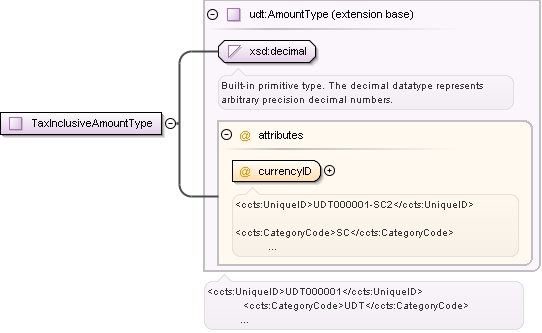 udt:AmountType (extension base)
xsd:decimal
Built-in primitive type. The decimal datatype represents
arbitrary precision decimal numbers.
TaxInclusiveAmountType
@ attributes
@ currencyID
<ccts:UniqueID>UDT000001-SC2</ccts:UniqueID>
<ccts:CategoryCode>SC</ccts:CategoryCode>
...
<ccts:UniqueID>UDT000001</ccts:UniqueID>
<ccts:CategoryCode>UDT</ccts:CategoryCode>
...